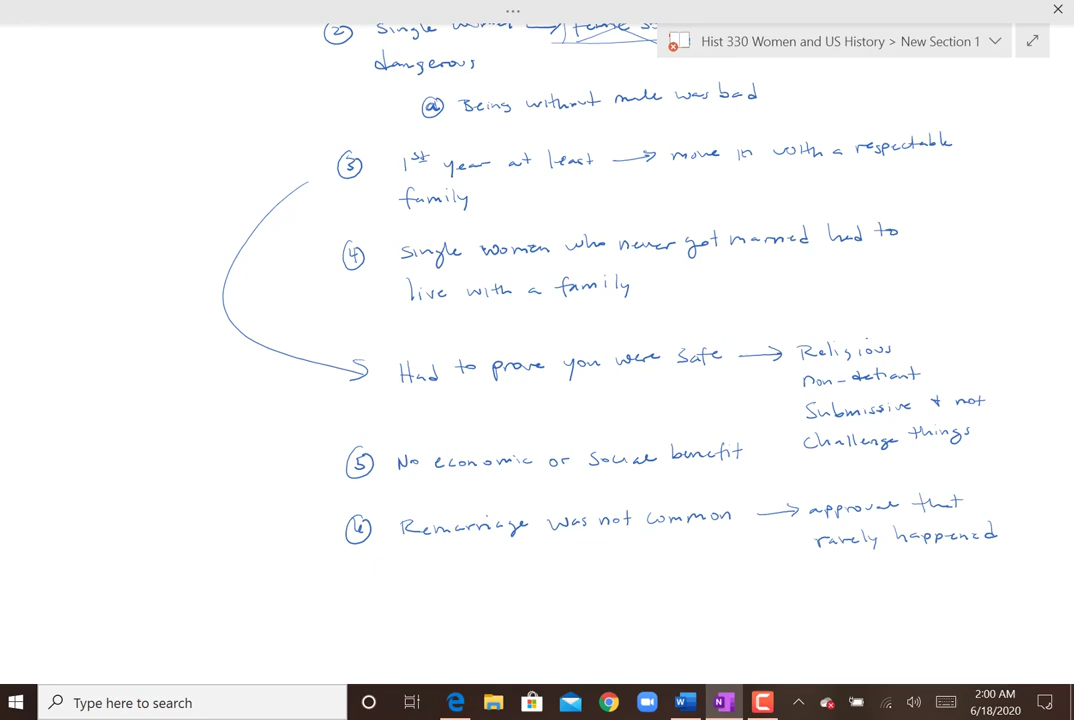 ② Single
dangerous
Hist 330 Women and US History > New Section 1
ⓐ Being without male was bad
③ 1st year at least → move in with a respectable
family
④ Single women who never got married had to
live with a family
5 Had to prove you were safe → Religious
non-defiant
Submissive + not
challenge things
⑤ No economic or social benefit
⑥ Remarriage was not common → approval that
rarely happened
Type here to search
2:00 AM
6/18/2020